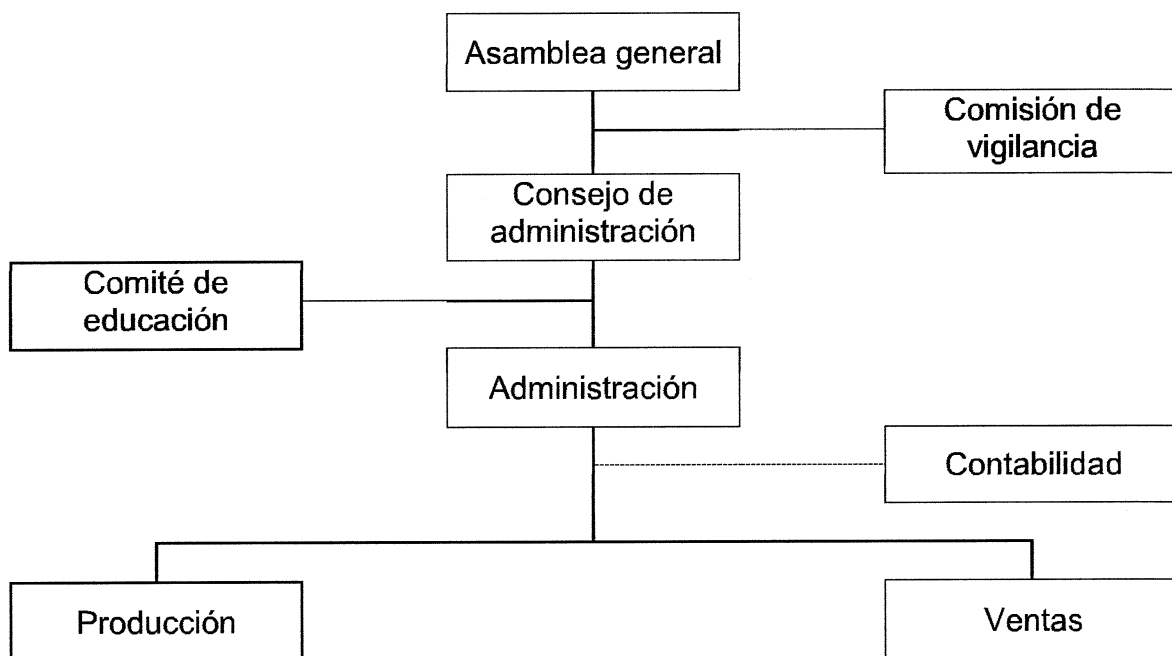 Asamblea general
Comisión de
vigilancia
Consejo de
administración
Comité de
educación
Administración
Contabilidad
Producción
Ventas